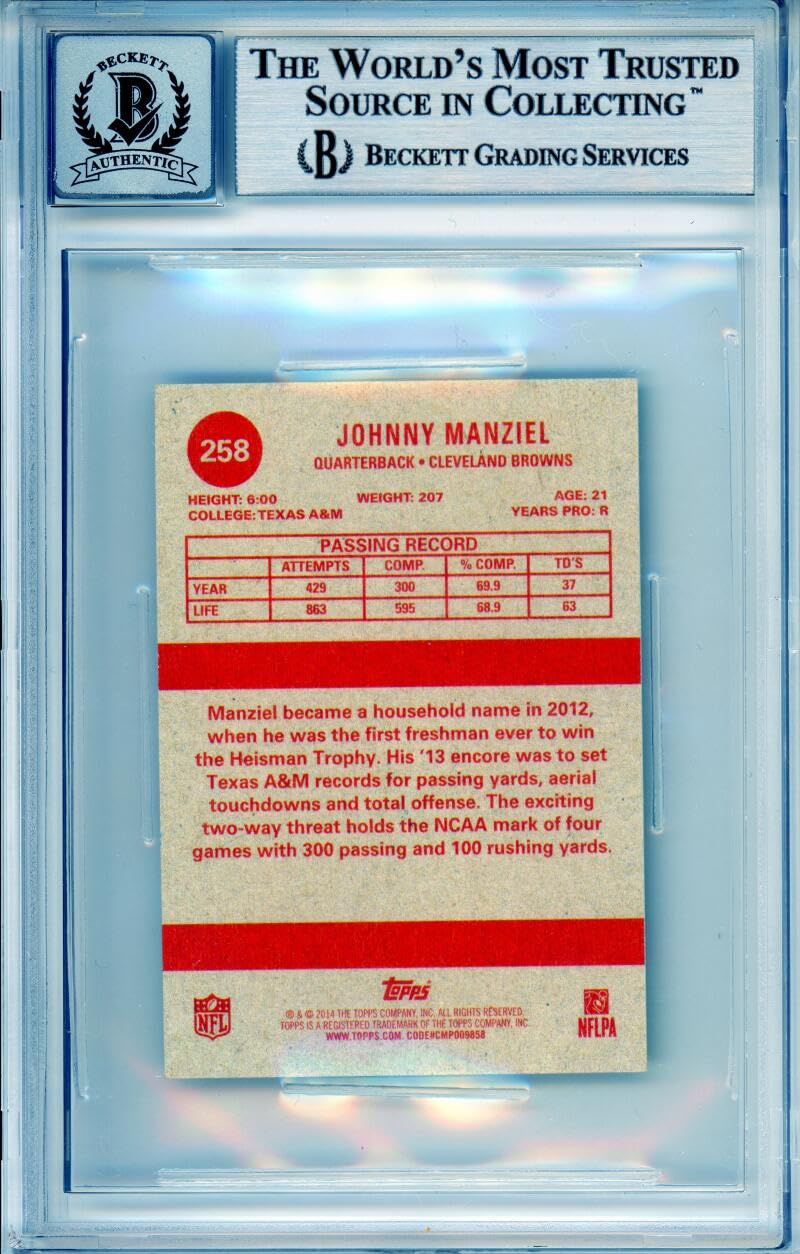 BECKETT
B
AUTHENTIC
THE WORLD'S MOST TRUSTED
SOURCE IN COLLECTING™
B BECKETT GRADING SERVICES
258
JOHNNY MANZIEL
QUARTERBACK • CLEVELAND BROWNS
HEIGHT: 6:00 WEIGHT: 207 AGE: 21
COLLEGE: TEXAS A&M YEARS PRO: R
PASSING RECORD
ATTEMPTS COMP. % COMP. TD'S
YEAR 429 300 69.9 37
LIFE 863 595 68.9 63
Manziel became a household name in 2012,
when he was the first freshman ever to win
the Heisman Trophy. His '13 encore was to set
Texas A&M records for passing yards, aerial
touchdowns and total offense. The exciting
two-way threat holds the NCAA mark of four
games with 300 passing and 100 rushing yards.
topps
® & © 2014 THE TOPPS COMPANY, INC. ALL RIGHTS RESERVED.
TOPPS IS A REGISTERED TRADEMARK OF THE TOPPS COMPANY, INC.
WWW.TOPPS.COM. CODE#CMP009858
NFL
NFLPA